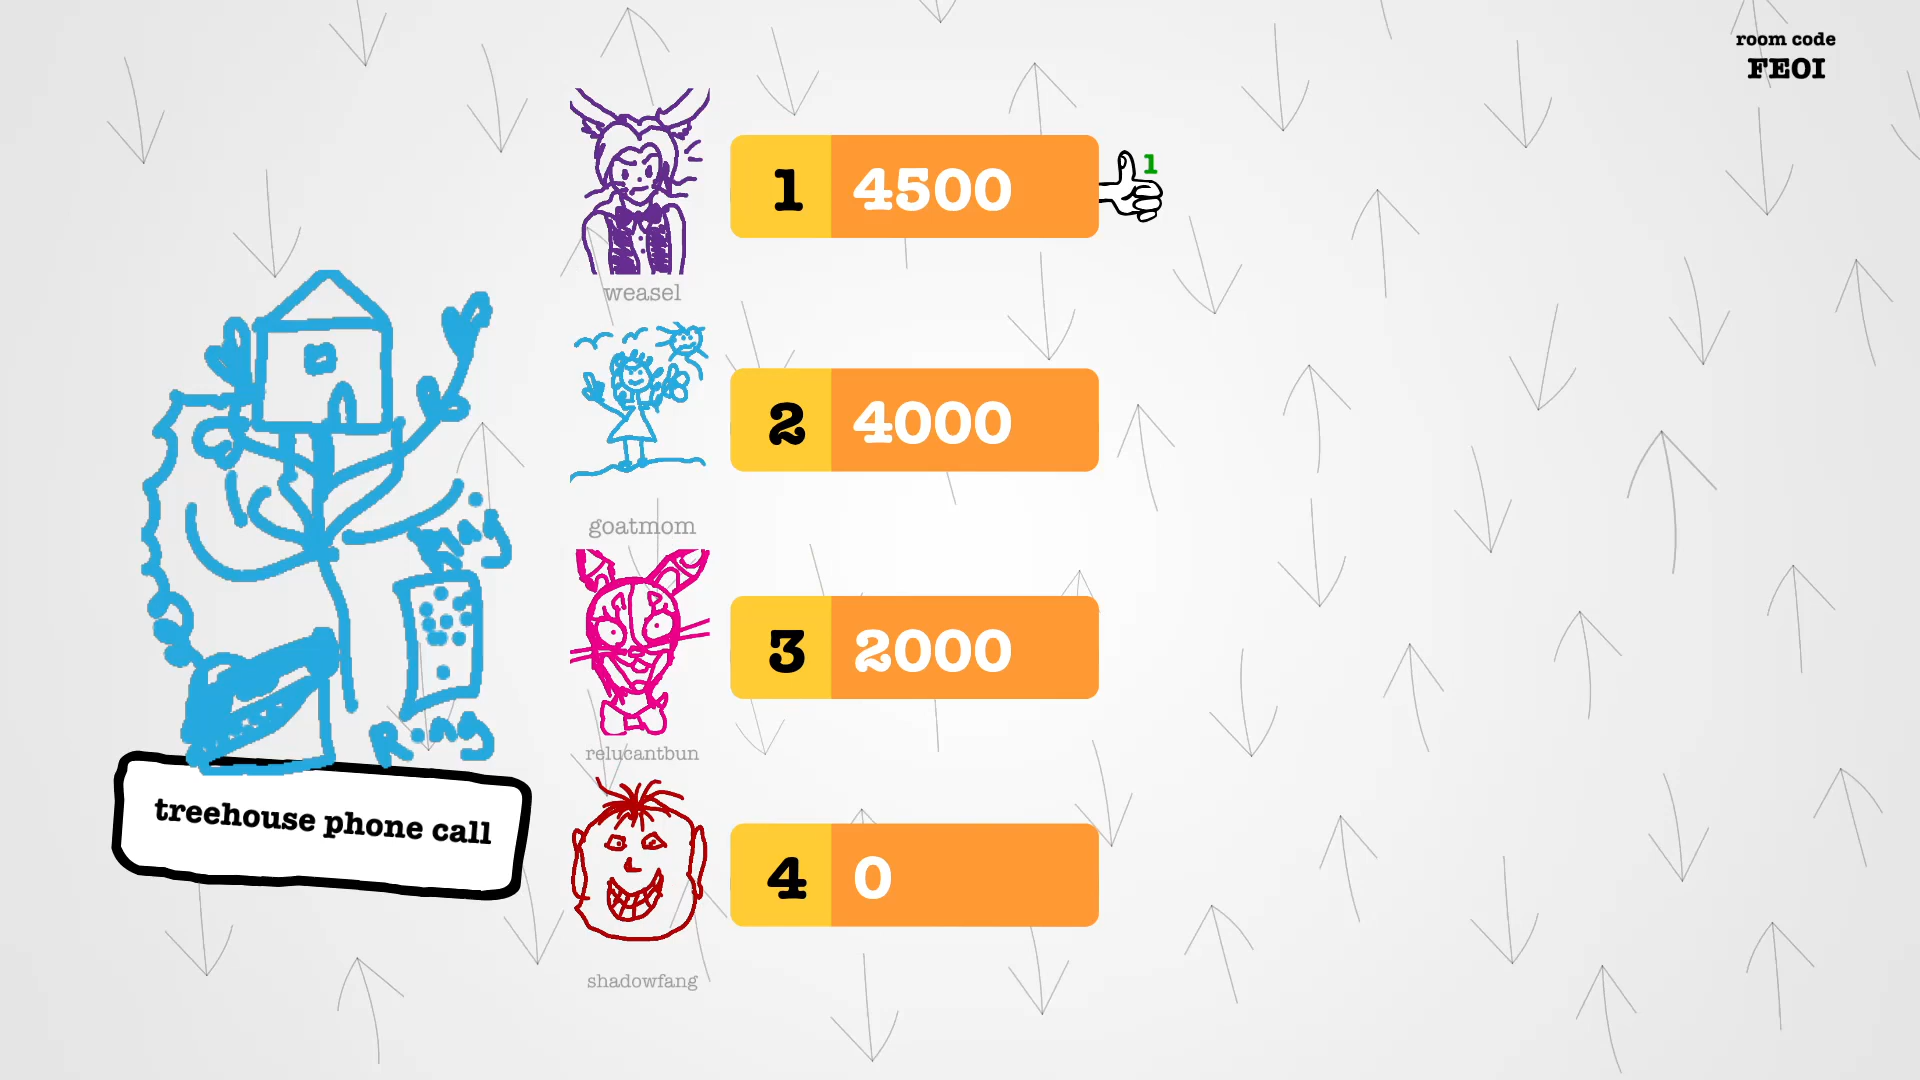 room code
FEOI
1 4500
1
weasel
2 4000
goatmom
3 2000
relucantbun
4 0
shadowfang
Ring
Ring
treehouse phone call